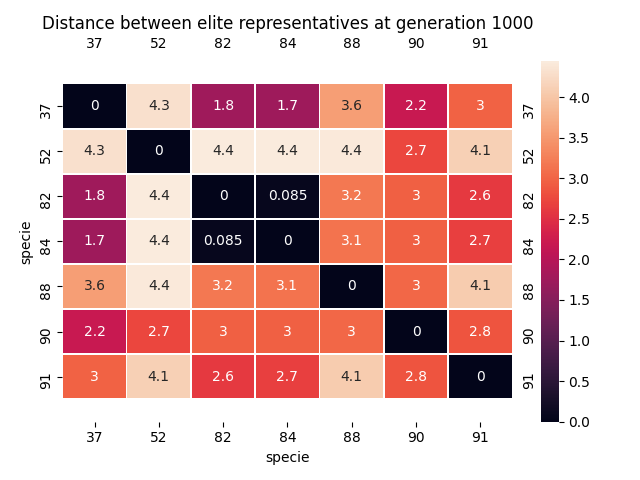 Distance between elite representatives at generation 1000
37 52 82 84 88 90 91
37 0 4.3 1.8 1.7 3.6 2.2 3 37
4.0
52 4.3 0 4.4 4.4 4.4 2.7 4.1 52
3.5
82 1.8 4.4 0 0.085 3.2 3 2.6 82
3.0
2.5
specie
84 1.7 4.4 0.085 0 3.1 3 2.7 84
2.0
88 3.6 4.4 3.2 3.1 0 3 4.1 88
1.5
90 2.2 2.7 3 3 3 0 2.8 90
1.0
91 3 4.1 2.6 2.7 4.1 2.8 0 91
0.5
0.0
37 52 82 84 88 90 91
specie